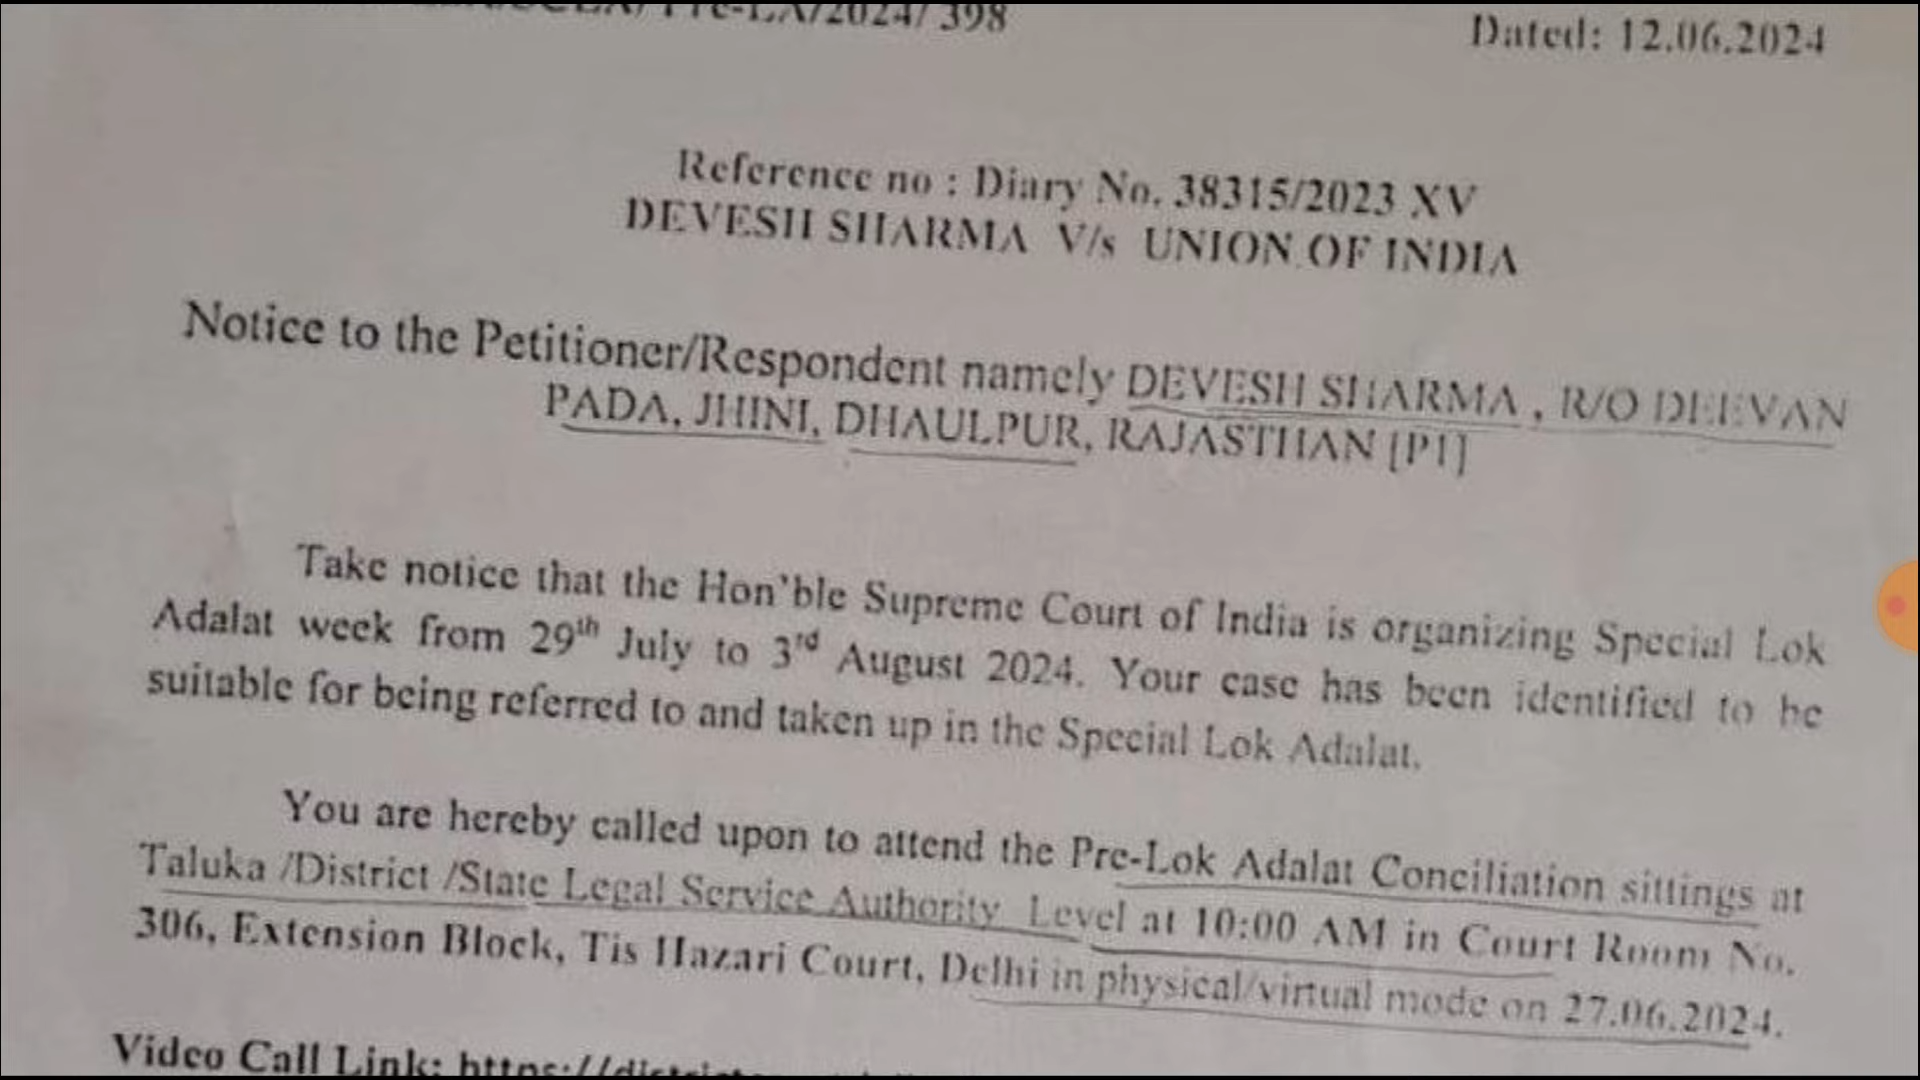 Pre-LA/2024/ 398
Dated: 12.06.2024
Reference no : Diary No. 38315/2023 XV
DEVESH SHARMA V/s UNION OF INDIA
Notice to the Petitioner/Respondent namely DEVESH SHARMA , R/O DEEVAN
PADA, JHINI, DHAULPUR, RAJASTHAN [P1]
Take notice that the Hon'ble Supreme Court of India is organizing Special Lok
Adalat week from 29th July to 3rd August 2024. Your case has been identified to be
suitable for being referred to and taken up in the Special Lok Adalat.
You are hereby called upon to attend the Pre-Lok Adalat Conciliation sittings at
Taluka /District /State Legal Service Authority Level at 10:00 AM in Court Room No.
306, Extension Block, Tis Hazari Court, Delhi in physical/virtual mode on 27.06.2024.
Video Call Link: